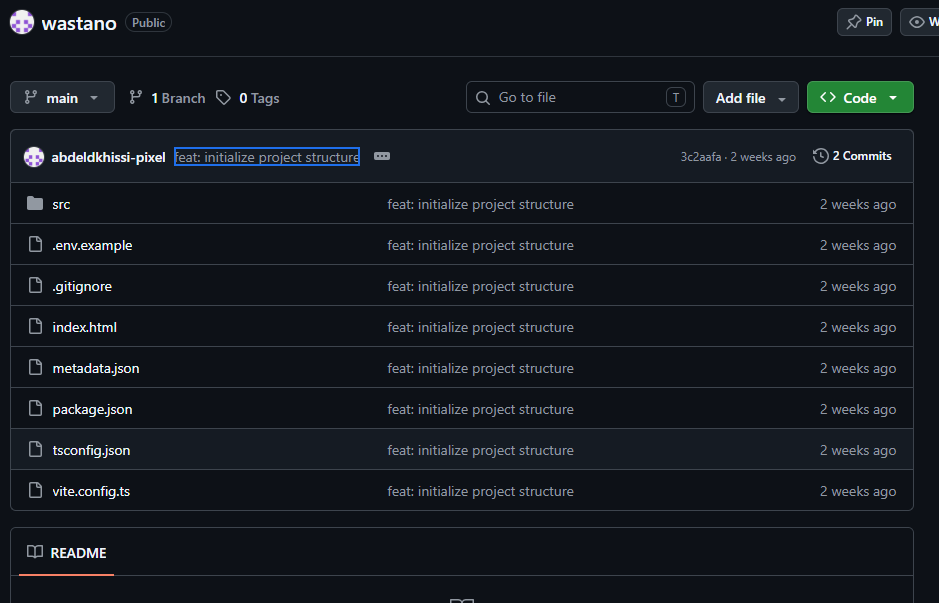 wastano Public Pin
main 1 Branch 0 Tags Go to file T Add file Code
abdeldkhissi-pixel feat: initialize project structure 3c2aafa · 2 weeks ago 2 Commits
src feat: initialize project structure 2 weeks ago
.env.example feat: initialize project structure 2 weeks ago
.gitignore feat: initialize project structure 2 weeks ago
index.html feat: initialize project structure 2 weeks ago
metadata.json feat: initialize project structure 2 weeks ago
package.json feat: initialize project structure 2 weeks ago
tsconfig.json feat: initialize project structure 2 weeks ago
vite.config.ts feat: initialize project structure 2 weeks ago
README